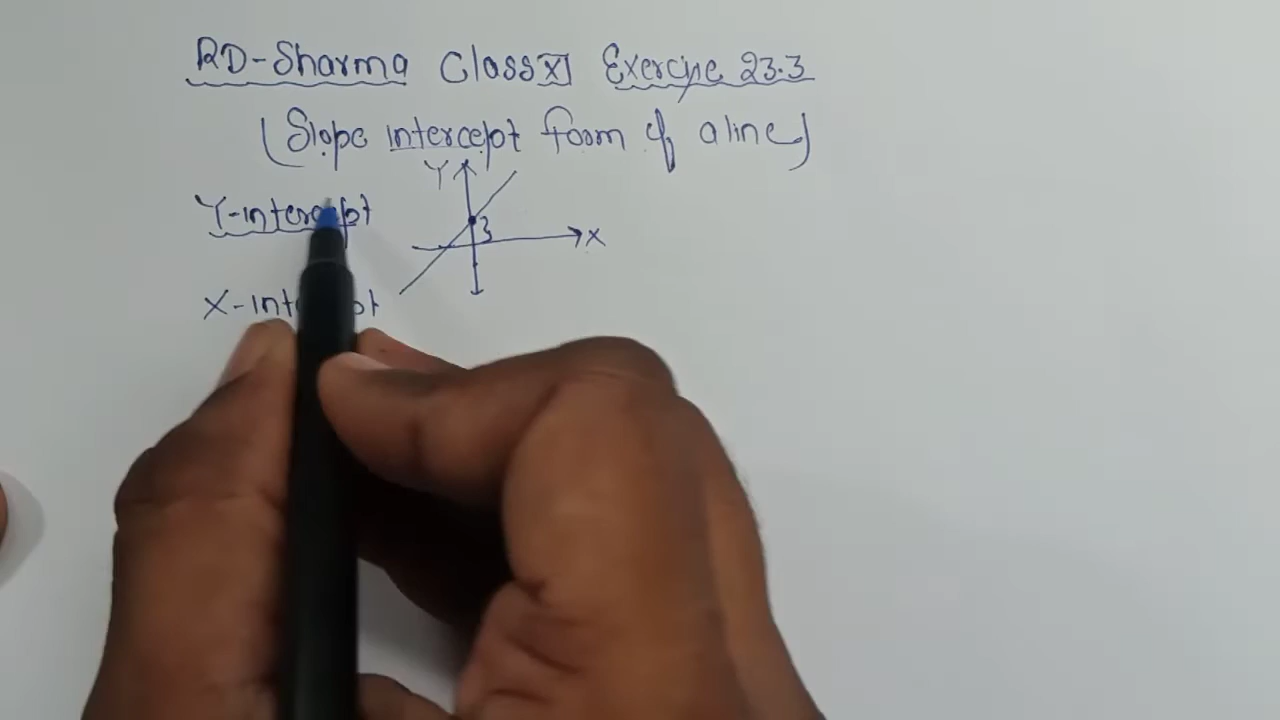 RD-Sharma Class XI Exercise 23.3
(Slope intercept form of a line)
Y
Y-intercept
3
X
X-